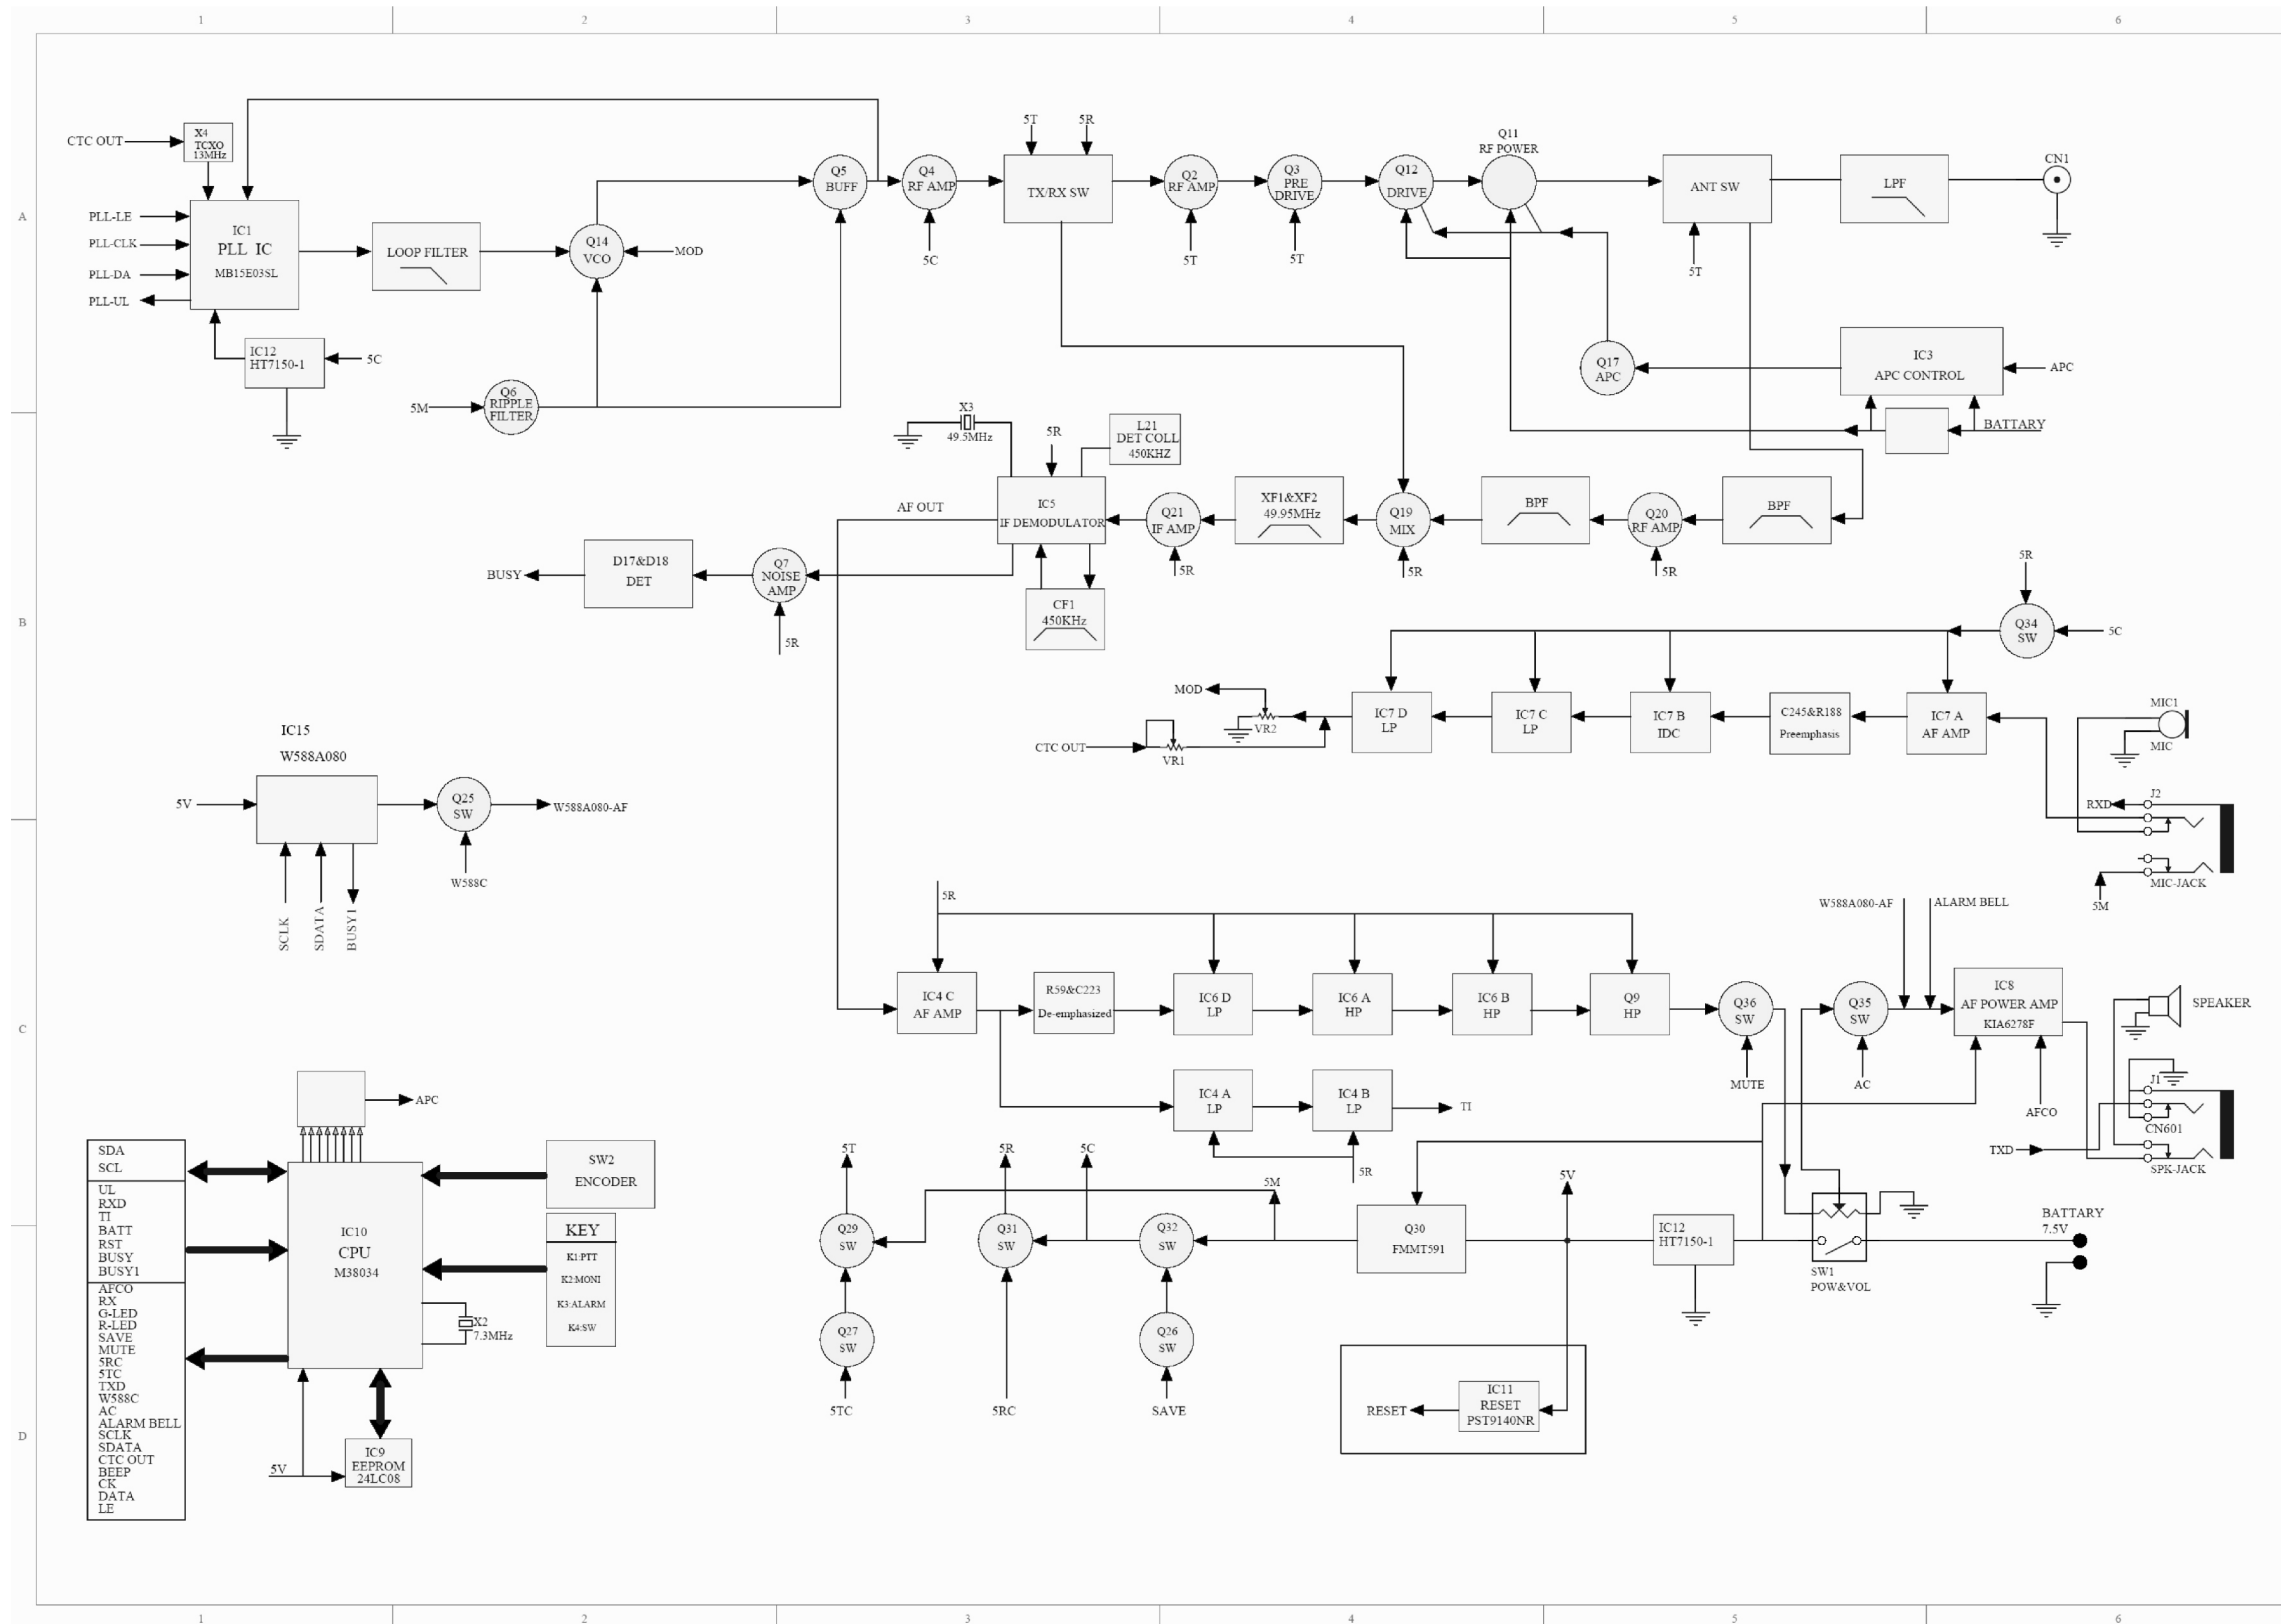 1 2 3 4 5 6
A
B
C
D
CTC OUT
X4
TCXO
13MHz
PLL-LE
PLL-CLK
PLL-DA
PLL-UL
IC1
PLL IC
MB15E03SL
IC12
HT7150-1
5C
LOOP FILTER
Q14
VCO
MOD
5M
Q6
RIPPLE
FILTER
Q5
BUFF
Q4
RF AMP
5C
5T
5R
TX/RX SW
Q2
RF AMP
5T
Q3
PRE
DRIVE
5T
Q12
DRIVE
Q11
RF POWER
ANT SW
5T
LPF
CN1
Q17
APC
IC3
APC CONTROL
APC
BATTARY
X3
49.5MHz
5R
L21
DET COLL
450KHZ
AF OUT
IC5
IF DEMODULATOR
Q21
IF AMP
5R
XF1&XF2
49.95MHz
Q19
MIX
5R
BPF
Q20
RF AMP
5R
BPF
BUSY
D17&D18
DET
Q7
NOISE
AMP
5R
CF1
450KHz
5R
Q34
SW
5C
MOD
VR2
CTC OUT
VR1
IC7 D
LP
IC7 C
LP
IC7 B
IDC
C245&R188
Preemphasis
IC7 A
AF AMP
MIC1
MIC
J2
RXD
MIC-JACK
5M
IC15
W588A080
5V
Q25
SW
W588A080-AF
W588C
SCLK
SDATA
BUSY1
5R
IC4 C
AF AMP
R59&C223
De-emphasized
IC6 D
LP
IC6 A
HP
IC6 B
HP
Q9
HP
Q36
SW
MUTE
Q35
SW
AC
W588A080-AF
ALARM BELL
IC8
AF POWER AMP
KIA6278F
AFCO
SPEAKER
J1
CN601
TXD
SPK-JACK
IC4 A
LP
IC4 B
LP
TI
5R
APC
SDA
SCL
UL
RXD
TI
BATT
RST
BUSY
BUSY1
AFCO
RX
G-LED
R-LED
SAVE
MUTE
5RC
5TC
TXD
W588C
AC
ALARM BELL
SCLK
SDATA
CTC OUT
BEEP
CK
DATA
LE
IC10
CPU
M38034
SW2
ENCODER
KEY
K1:PTT
K2:MONI
K3:ALARM
K4:SW
X2
7.3MHz
5V
IC9
EEPROM
24LC08
5T
5R
5C
5M
5V
Q29
SW
Q31
SW
Q32
SW
Q30
FMMT591
IC12
HT7150-1
SW1
POW&VOL
BATTARY
7.5V
Q27
SW
Q26
SW
5TC
5RC
SAVE
RESET
IC11
RESET
PST9140NR
1 2 3 4 5 6